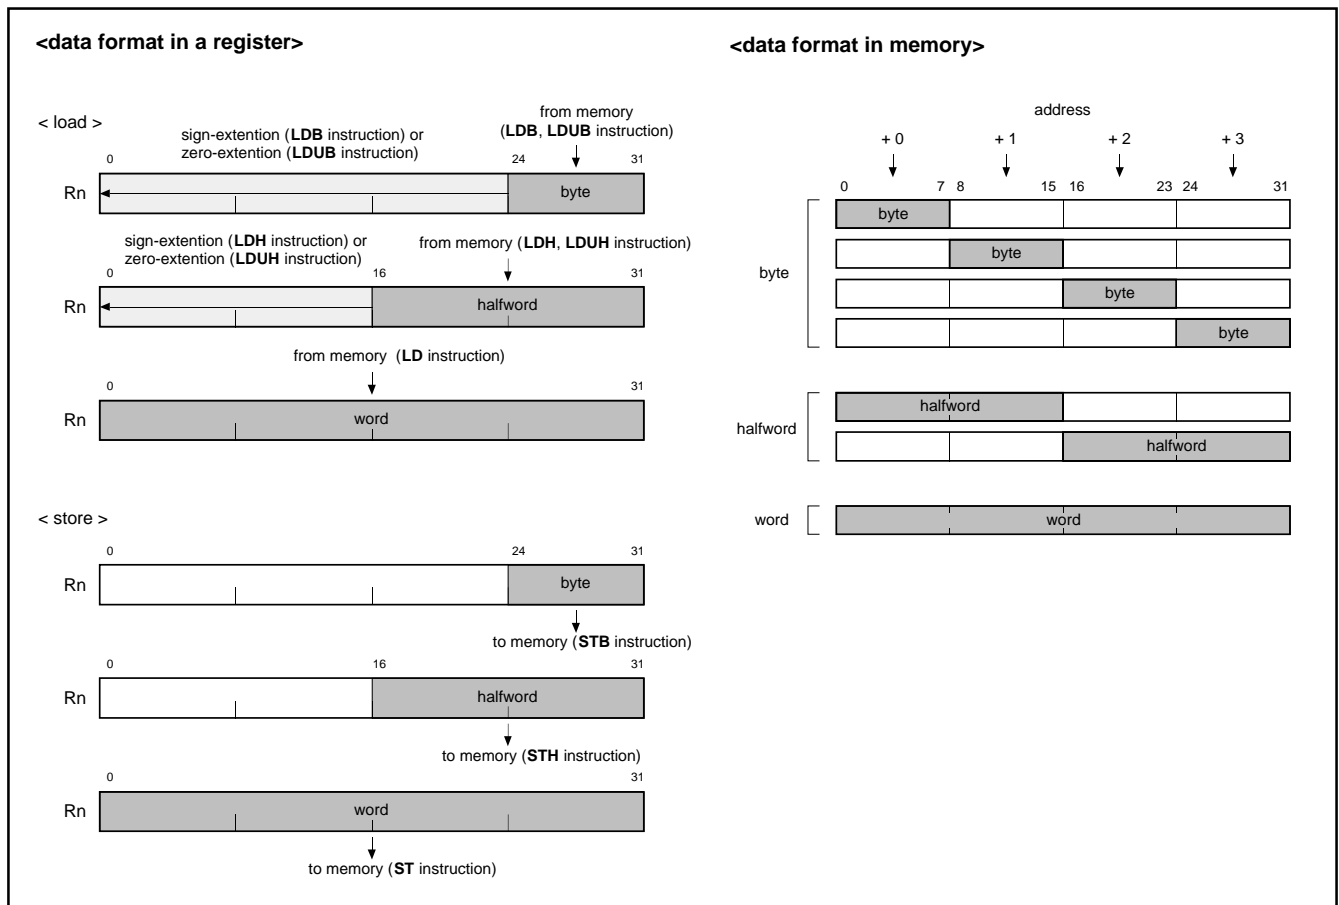 <data format in a register>
< load >
from memory
(LDB, LDUB instruction)
sign-extention (LDB instruction) or
zero-extention (LDUB instruction)
0 24 31
Rn byte
sign-extention (LDH instruction) or
zero-extention (LDUH instruction)
from memory (LDH, LDUH instruction)
0 16 31
Rn halfword
from memory (LD instruction)
0 31
Rn word
< store >
0 24 31
Rn byte
to memory (STB instruction)
0 16 31
Rn halfword
to memory (STH instruction)
0 31
Rn word
to memory (ST instruction)
<data format in memory>
address
+ 0 + 1 + 2 + 3
0 7 8 15 16 23 24 31
byte
byte
byte
byte
byte
halfword
halfword
halfword
word word